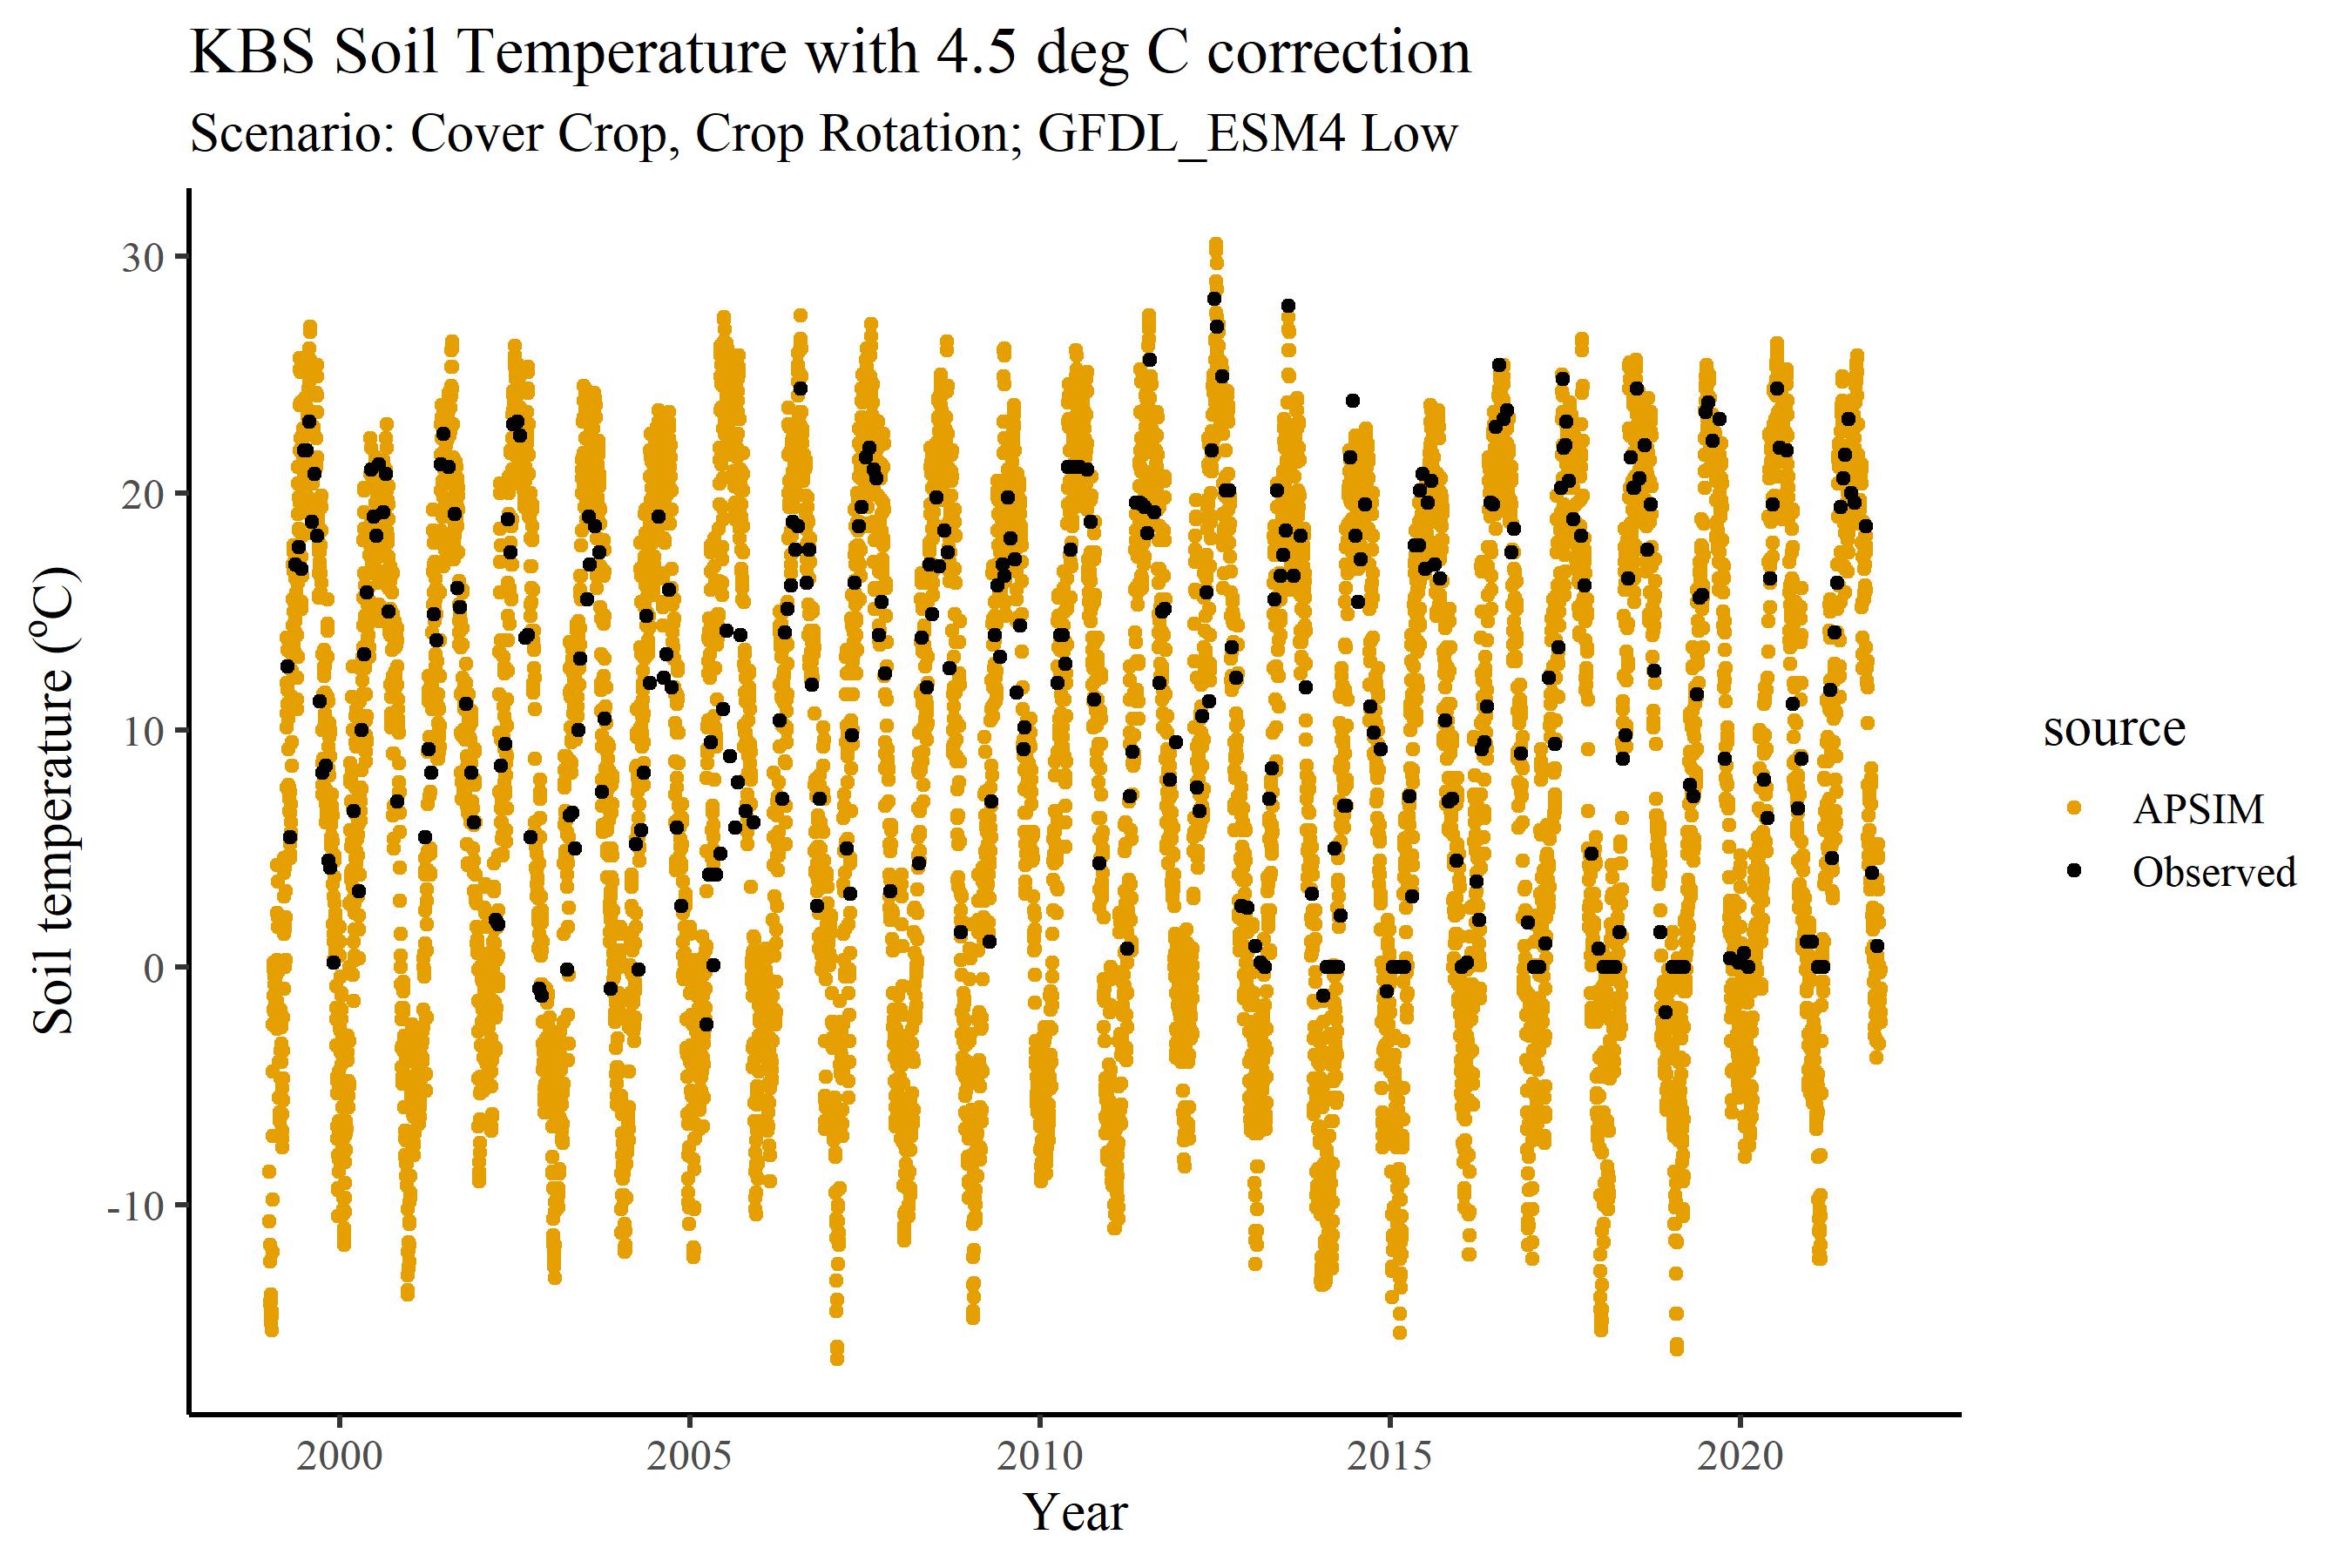 KBS Soil Temperature with 4.5 deg C correction
Scenario: Cover Crop, Crop Rotation; GFDL_ESM4 Low
30
20
10
0
-10
Soil temperature (ºC)
2000 2005 2010 2015 2020
Year
source
APSIM
Observed